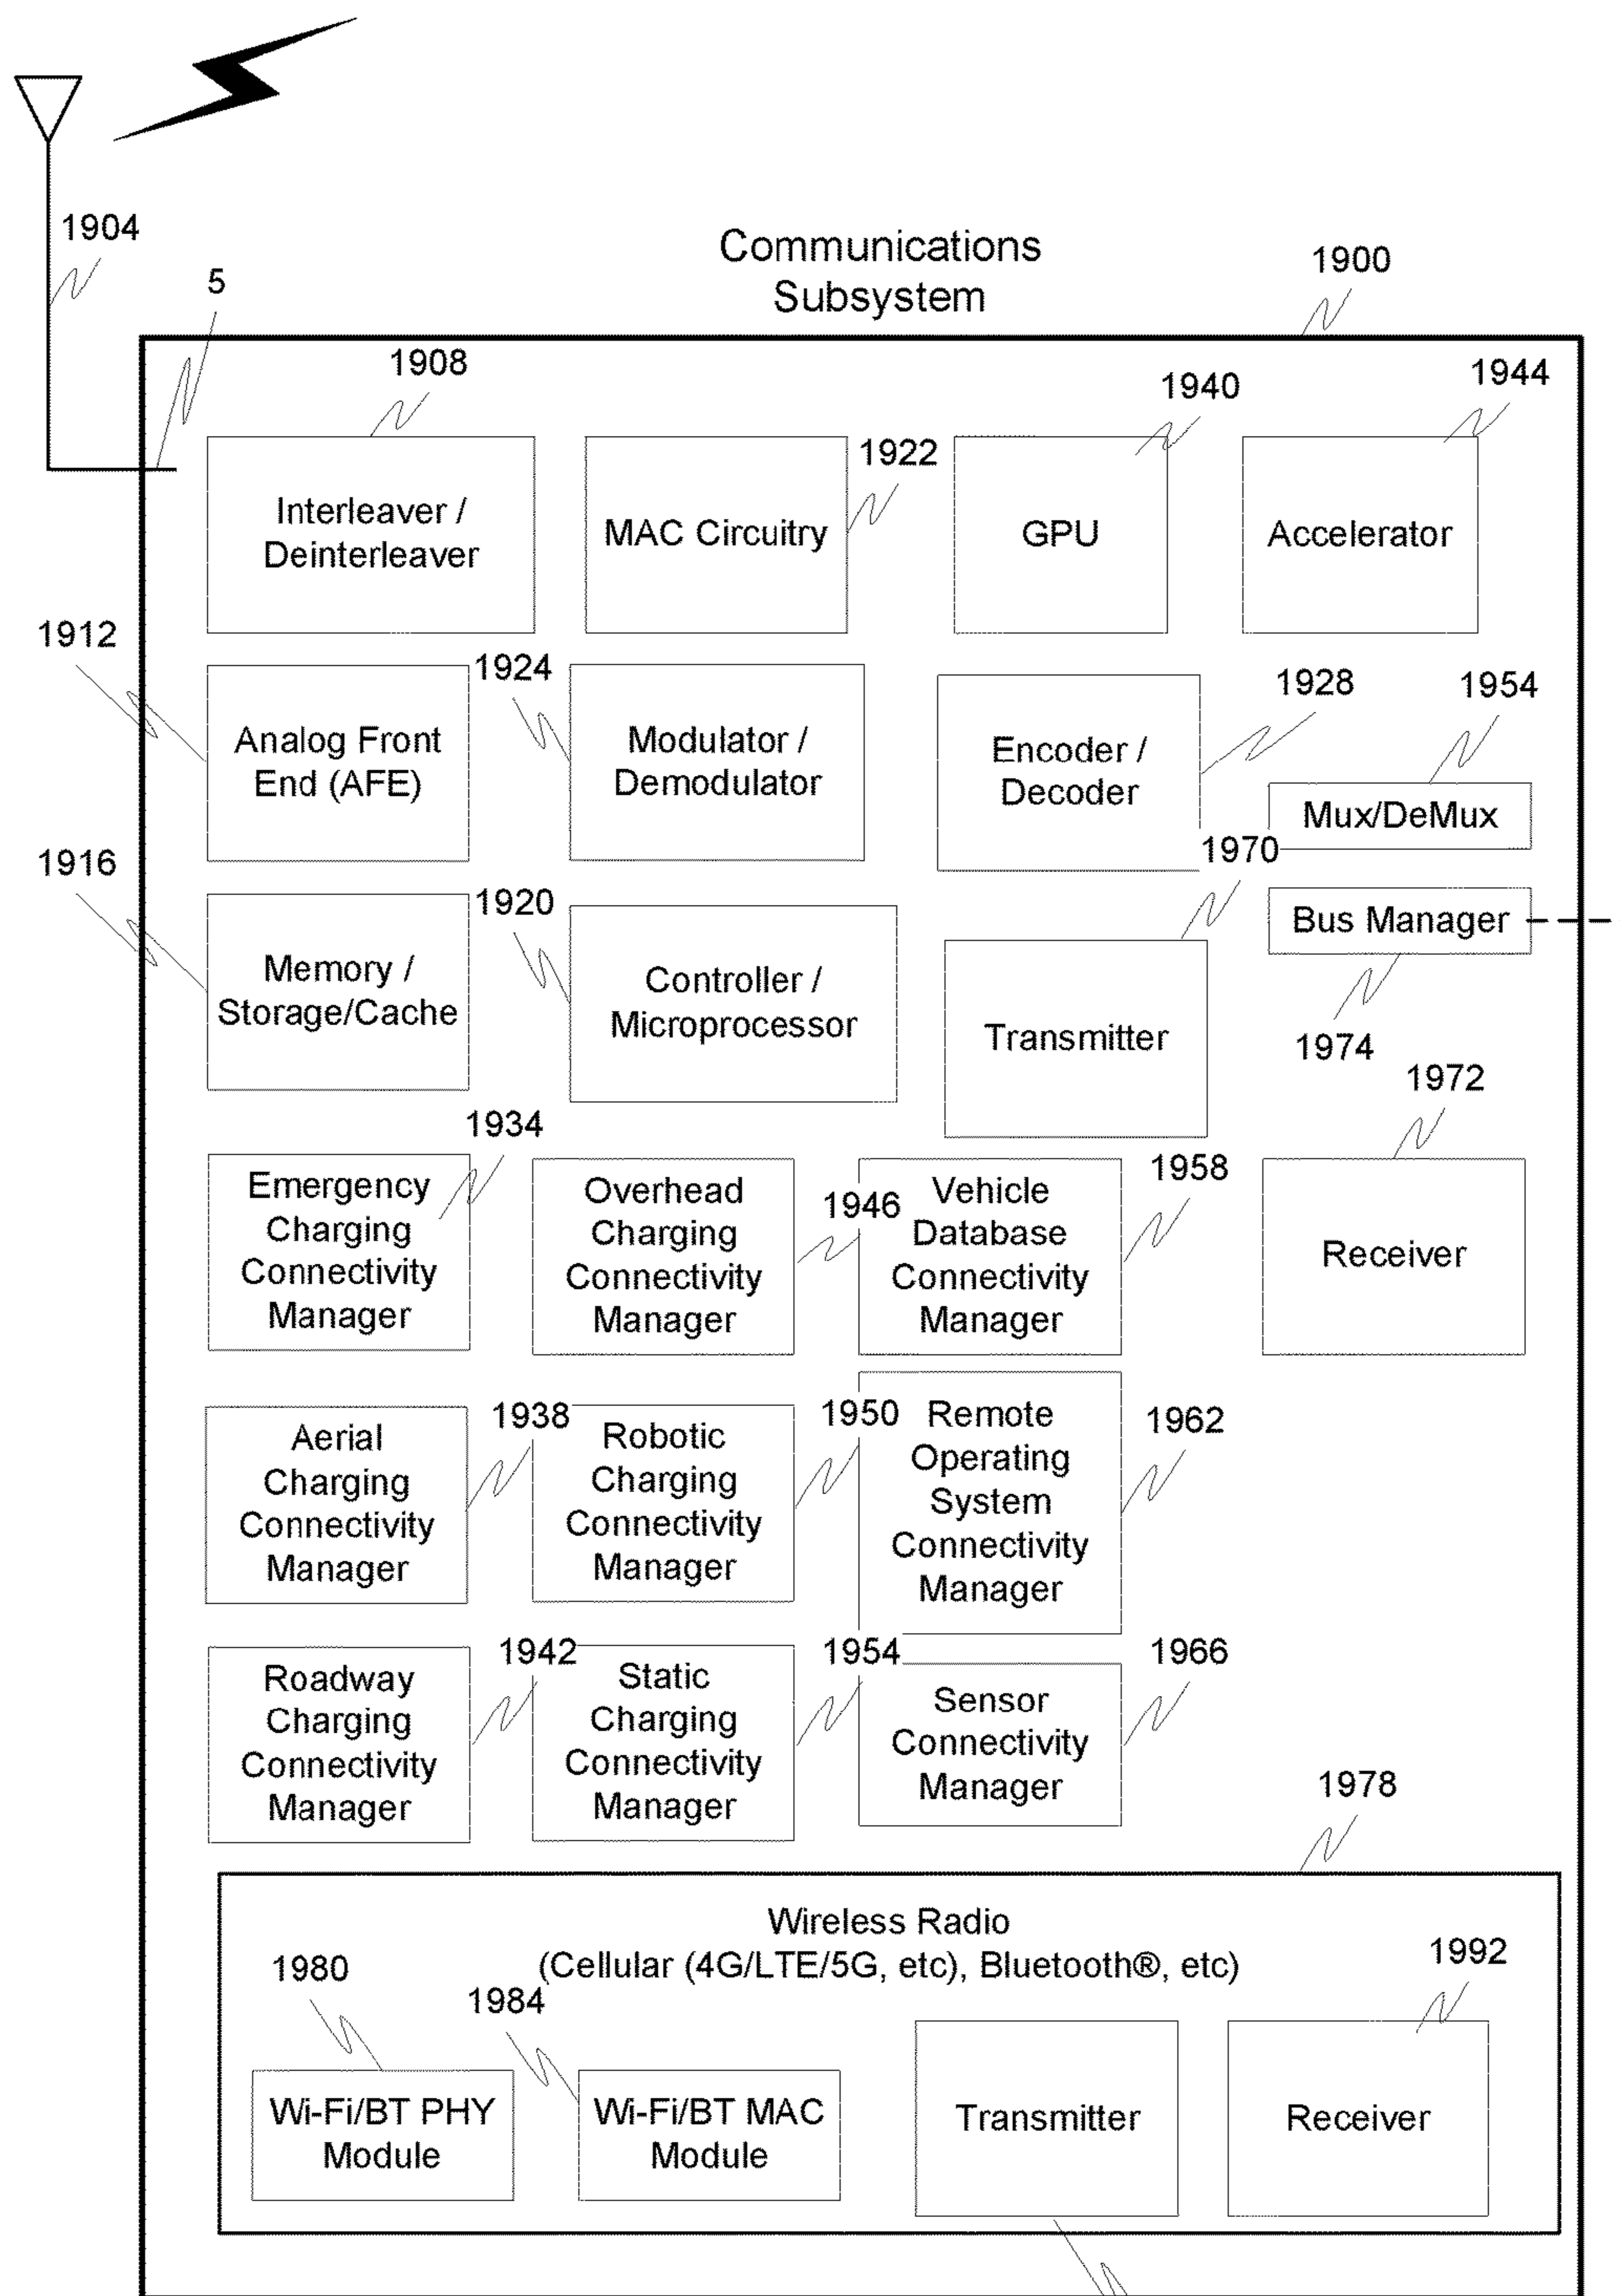 1904
5
Communications
Subsystem
1900
1908
1940
1944
1922
Interleaver /
Deinterleaver
MAC Circuitry
GPU
Accelerator
1912
1924
1928
1954
Analog Front
End (AFE)
Modulator /
Demodulator
Encoder /
Decoder
Mux/DeMux
1970
1916
1920
Bus Manager
Memory /
Storage/Cache
Controller /
Microprocessor
Transmitter
1974
1972
1934
1946
1958
Emergency
Charging
Connectivity
Manager
Overhead
Charging
Connectivity
Manager
Vehicle
Database
Connectivity
Manager
Receiver
1938
1950
1962
Aerial
Charging
Connectivity
Manager
Robotic
Charging
Connectivity
Manager
Remote
Operating
System
Connectivity
Manager
1942
1954
1966
Roadway
Charging
Connectivity
Manager
Static
Charging
Connectivity
Manager
Sensor
Connectivity
Manager
1978
Wireless Radio
(Cellular (4G/LTE/5G, etc), Bluetooth®, etc)
1980
1984
1992
Wi-Fi/BT PHY
Module
Wi-Fi/BT MAC
Module
Transmitter
Receiver